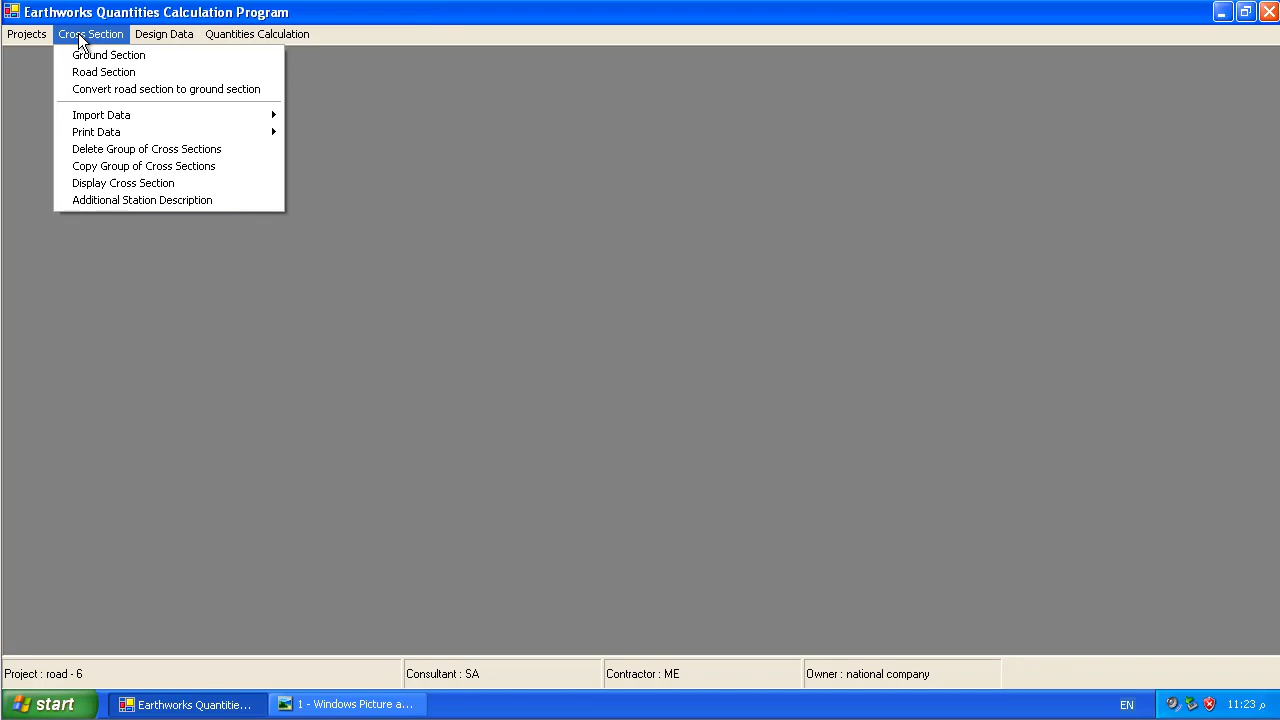 Earthworks Quantities Calculation Program
Projects Cross Section Design Data Quantities Calculation
Ground Section
Road Section
Convert road section to ground section
Import Data
Print Data
Delete Group of Cross Sections
Copy Group of Cross Sections
Display Cross Section
Additional Station Description
Project : road - 6 Consultant : SA Contractor : ME Owner : national company
start Earthworks Quantitie... 1 - Windows Picture a... EN 11:23 م